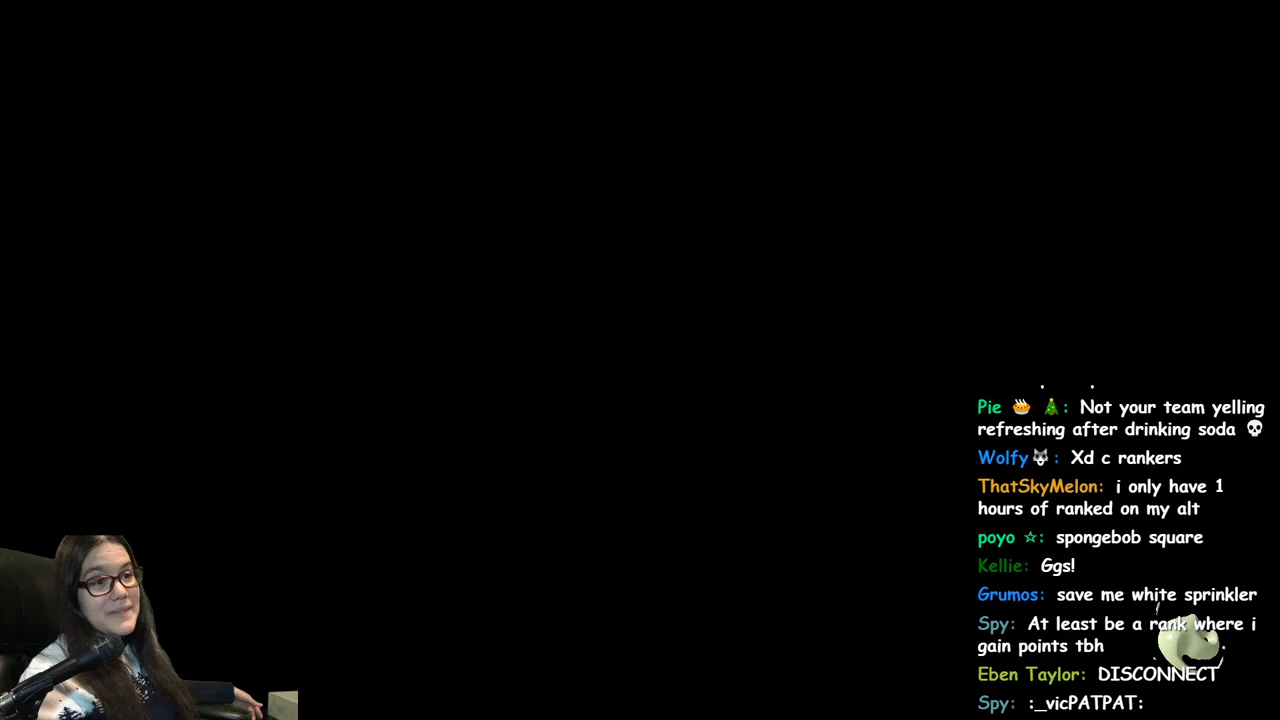 Pie 🥧 🎄: Not your team yelling
refreshing after drinking soda 💀
Wolfy🐺: Xd c rankers
ThatSkyMelon: i only have 1
hours of ranked on my alt
poyo ☆: spongebob square
Kellie: Ggs!
Grumos: save me white sprinkler
Spy: At least be a rank where i
gain points tbh
Eben Taylor: DISCONNECT
Spy: :_vicPATPAT: